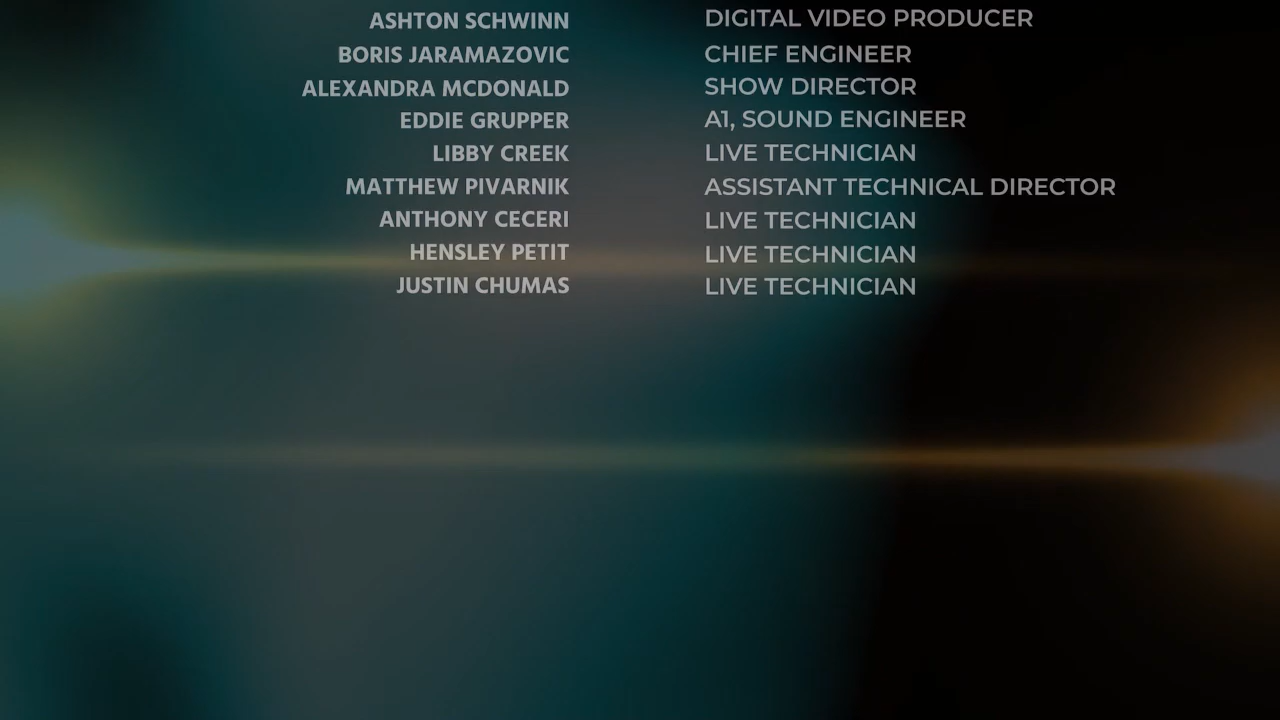 ASHTON SCHWINN DIGITAL VIDEO PRODUCER
BORIS JARAMAZOVIC CHIEF ENGINEER
ALEXANDRA MCDONALD SHOW DIRECTOR
EDDIE GRUPPER A1, SOUND ENGINEER
LIBBY CREEK LIVE TECHNICIAN
MATTHEW PIVARNIK ASSISTANT TECHNICAL DIRECTOR
ANTHONY CECERI LIVE TECHNICIAN
HENSLEY PETIT LIVE TECHNICIAN
JUSTIN CHUMAS LIVE TECHNICIAN